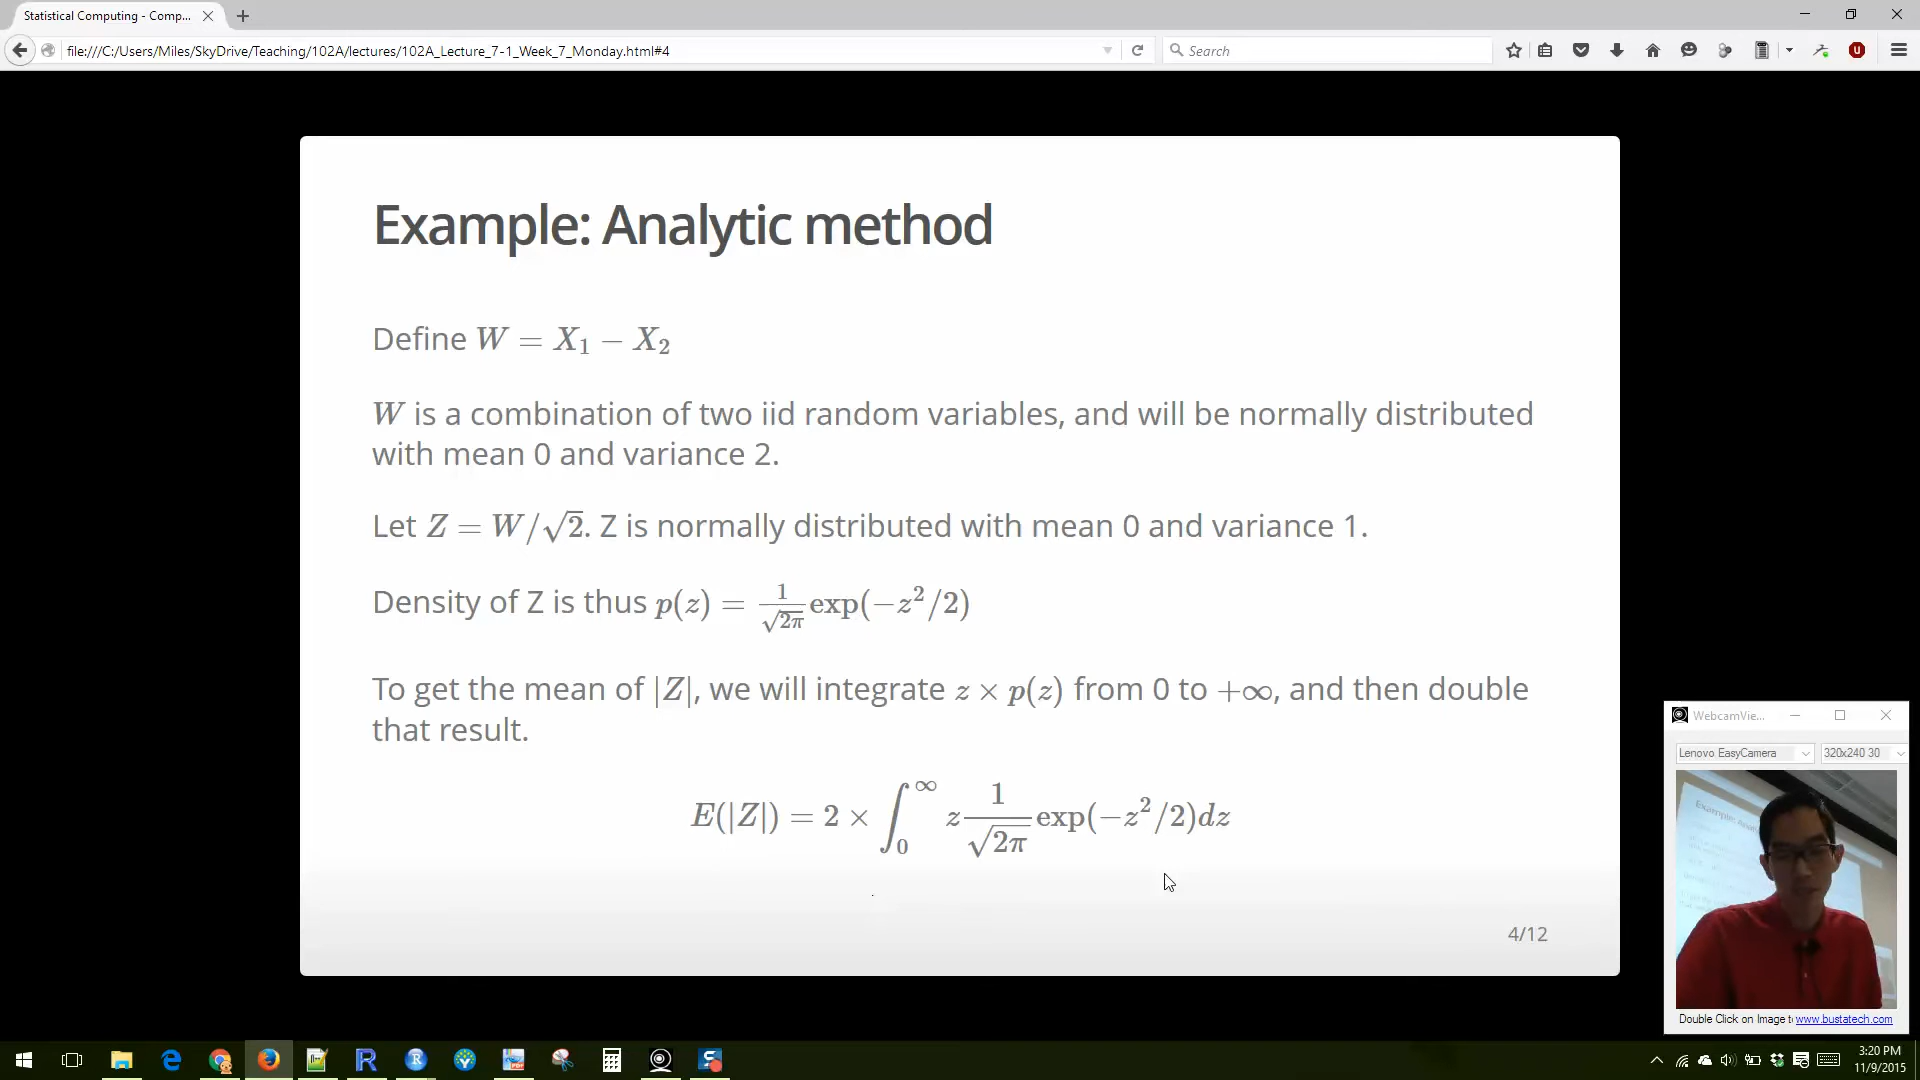 Statistical Computing - Comp...
file:///C:/Users/Miles/SkyDrive/Teaching/102A/lectures/102A_Lecture_7-1_Week_7_Monday.html#4
Search
Example: Analytic method
Define W = X₁ − X₂
W is a combination of two iid random variables, and will be normally distributed
with mean 0 and variance 2.
Let Z = W/√2. Z is normally distributed with mean 0 and variance 1.
Density of Z is thus p(z) = 1/√2π exp(−z²/2)
To get the mean of |Z|, we will integrate z × p(z) from 0 to +∞, and then double
that result.
E(|Z|) = 2 × ∫₀^∞ z 1/√2π exp(−z²/2)dz
4/12
WebcamVie...
Lenovo EasyCamera
320x240 30
Double Click on Image t www.bustatech.com
3:20 PM
11/9/2015